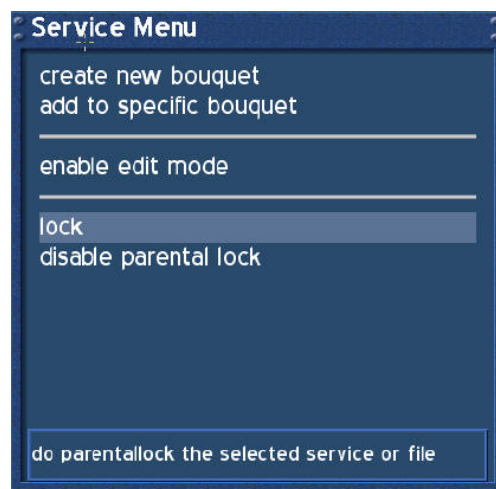 Service Menu
create new bouquet
add to specific bouquet
enable edit mode
lock
disable parental lock
do parentallock the selected service or file